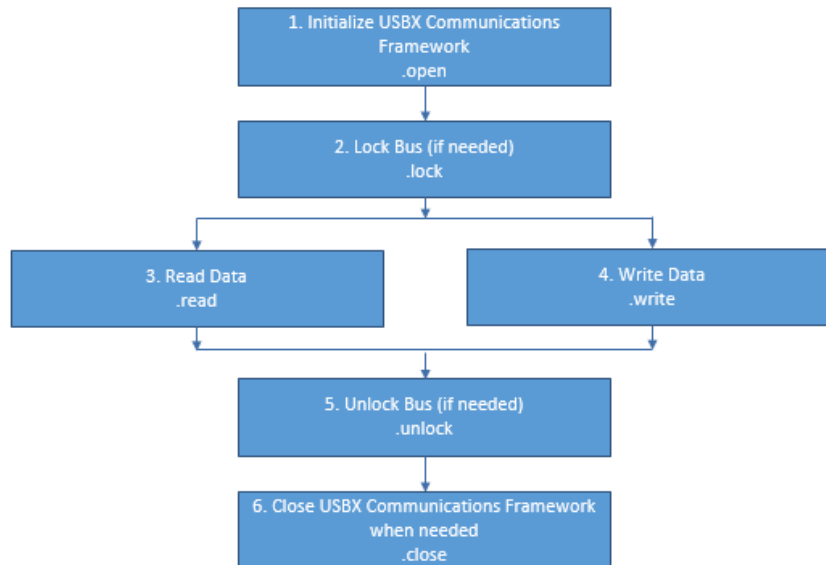 1. Initialize USBX Communications
Framework
.open
2. Lock Bus (if needed)
.lock
3. Read Data
.read
4. Write Data
.write
5. Unlock Bus (if needed)
.unlock
6. Close USBX Communications Framework
when needed
.close